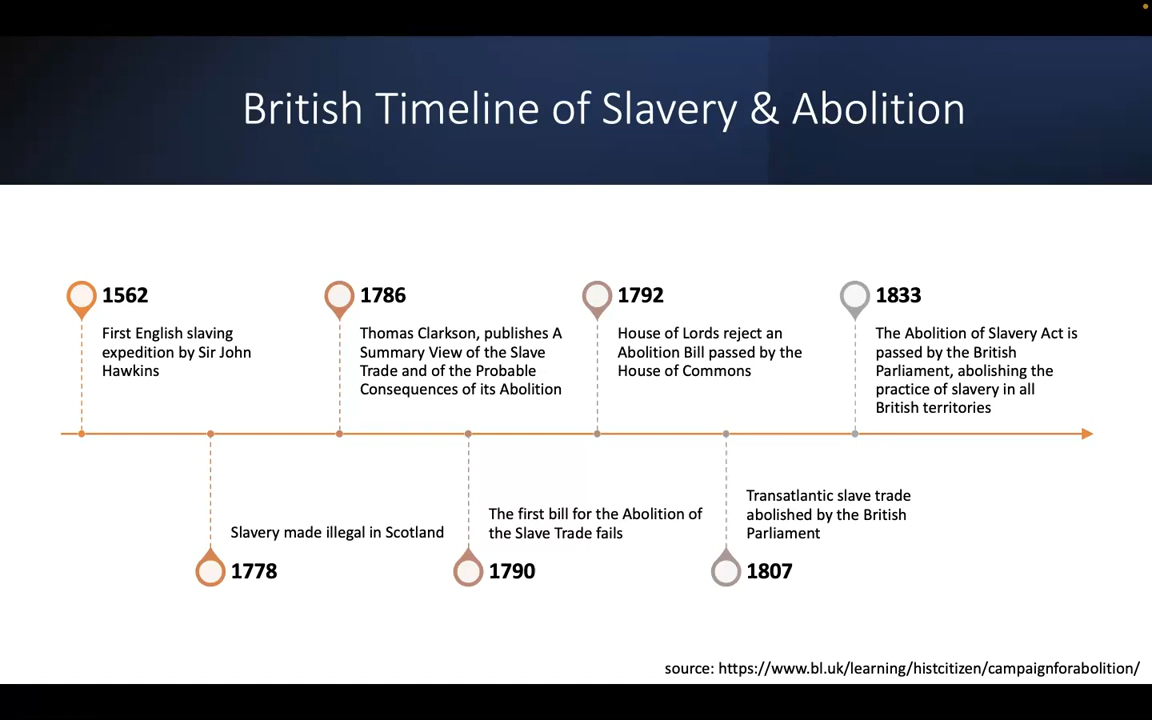 British Timeline of Slavery & Abolition
1562
First English slaving
expedition by Sir John
Hawkins
1778
Slavery made illegal in Scotland
1786
Thomas Clarkson, publishes A
Summary View of the Slave
Trade and of the Probable
Consequences of its Abolition
1790
The first bill for the Abolition of
the Slave Trade fails
1792
House of Lords reject an
Abolition Bill passed by the
House of Commons
1807
Transatlantic slave trade
abolished by the British
Parliament
1833
The Abolition of Slavery Act is
passed by the British
Parliament, abolishing the
practice of slavery in all
British territories
source: https://www.bl.uk/learning/histcitizen/campaignforabolition/